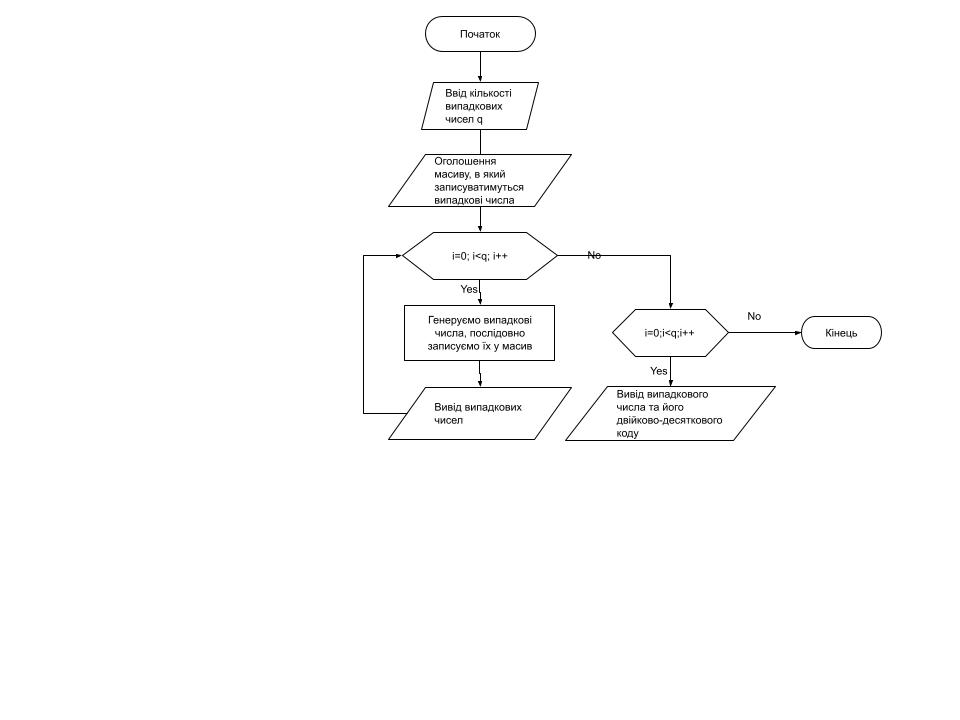 Початок
Ввід кількості
випадкових
чисел q
Оголошення
масиву, в який
записуватимуться
випадкові числа
i=0; i<q; i++
No
Yes
Генеруємо випадкові
числа, послідовно
записуємо їх у масив
Вивід випадкових
чисел
i=0;i<q;i++
No
Кінець
Yes
Вивід випадкового
числа та його
двійково-десяткового
коду